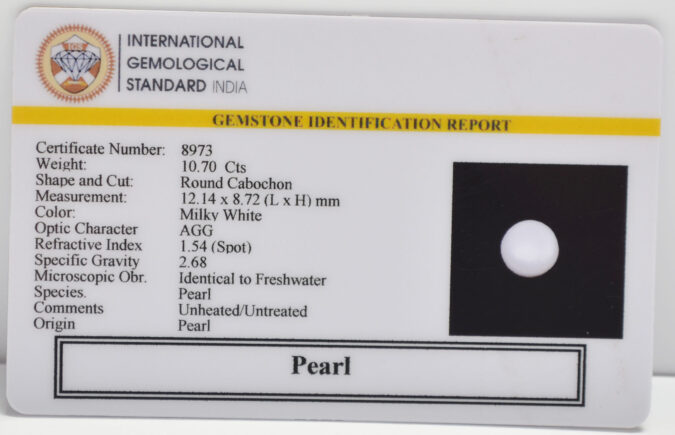 IGS
INTERNATIONAL
GEMOLOGICAL
STANDARD INDIA
GEMSTONE IDENTIFICATION REPORT
Certificate Number: 8973
Weight: 10.70 Cts
Shape and Cut: Round Cabochon
Measurement: 12.14 x 8.72 (L x H) mm
Color: Milky White
Optic Character AGG
Refractive Index 1.54 (Spot)
Specific Gravity 2.68
Microscopic Obr. Identical to Freshwater
Species. Pearl
Comments Unheated/Untreated
Origin Pearl
Pearl